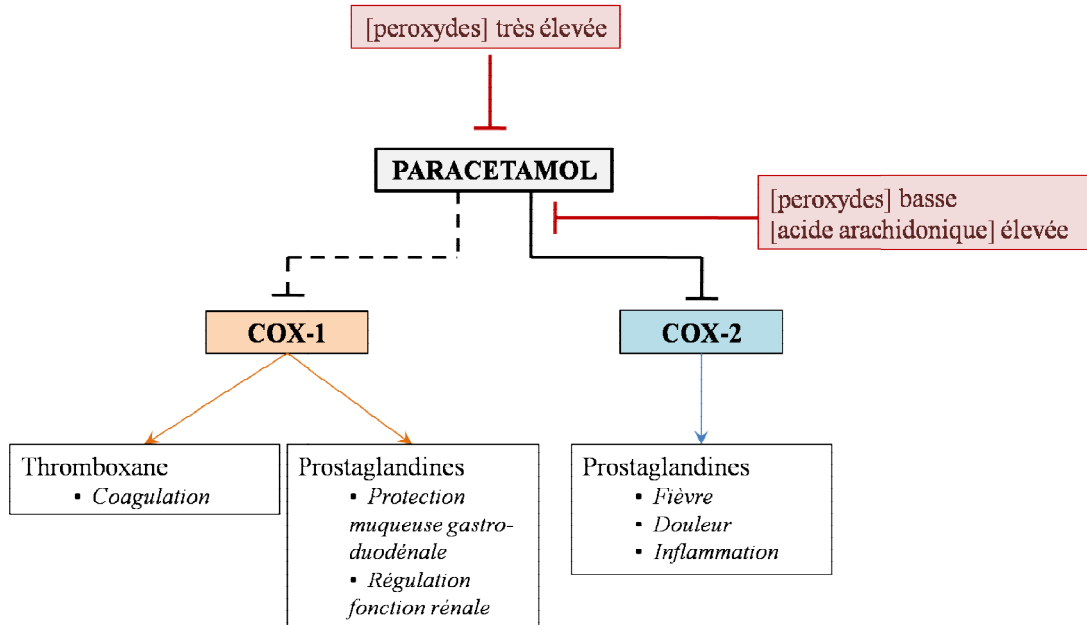 [peroxydes] très élevée
PARACETAMOL
[peroxydes] basse
[acide arachidonique] élevée
COX-1
COX-2
Thromboxane
▪ Coagulation
Prostaglandines
▪ Protection
muqueuse gastro-
duodénale
▪ Régulation
fonction rénale
Prostaglandines
▪ Fièvre
▪ Douleur
▪ Inflammation